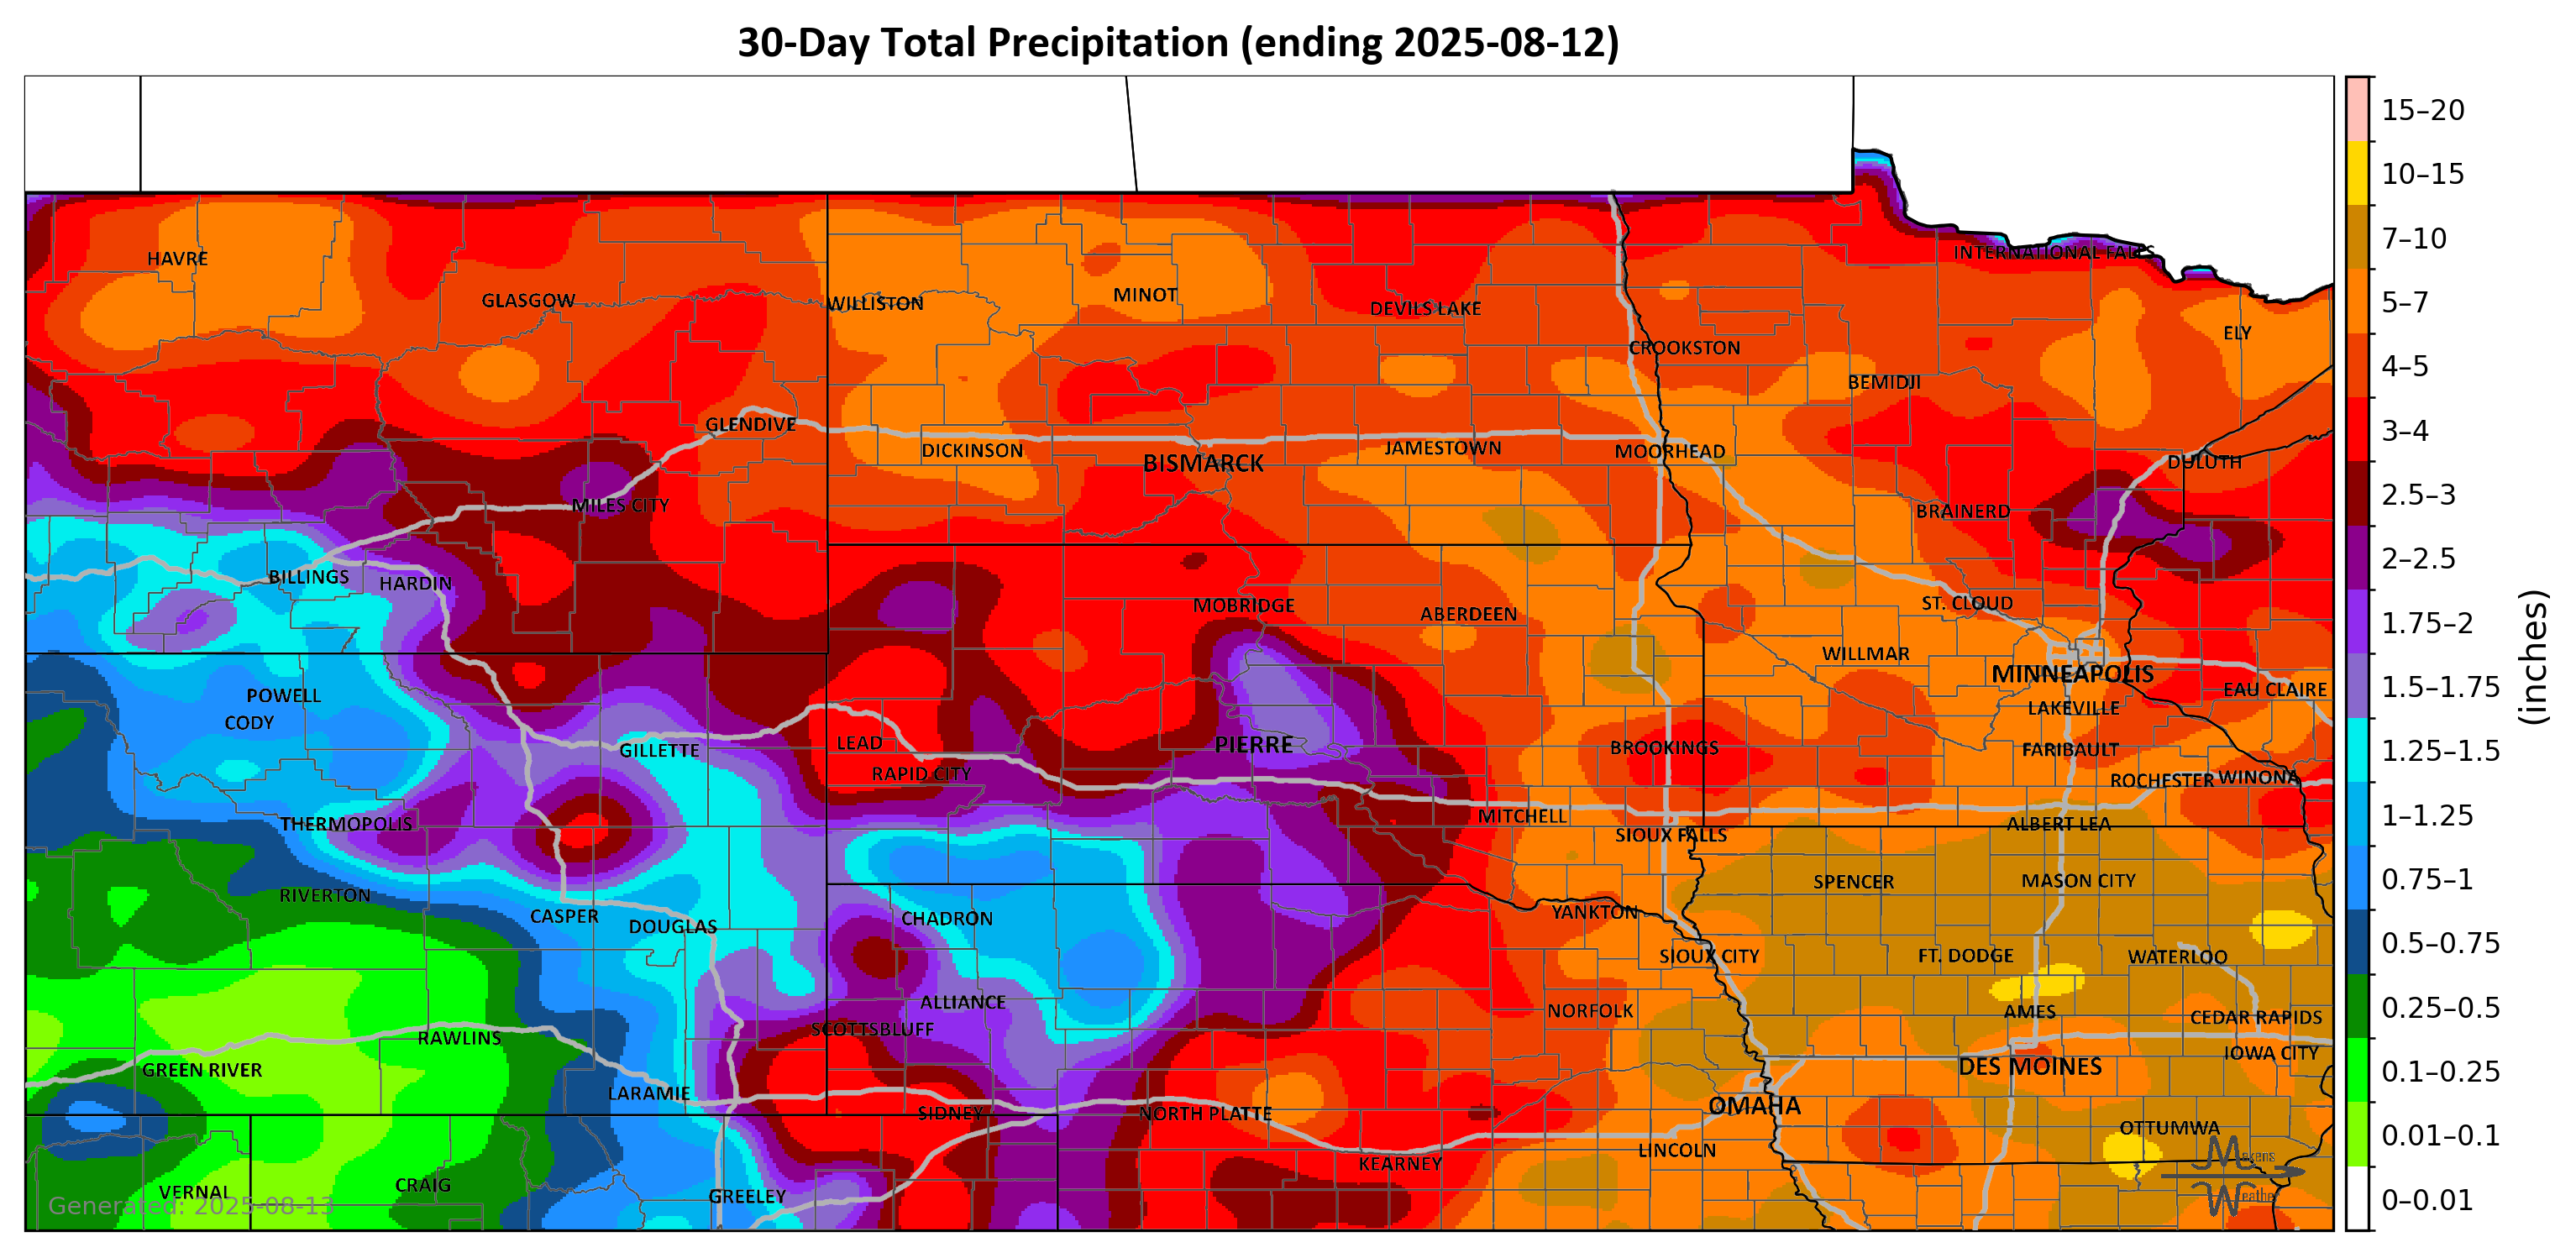 30-Day Total Precipitation (ending 2025-08-12)
15–20
10–15
7–10
5–7
4–5
3–4
2.5–3
2–2.5
1.75–2
1.5–1.75
1.25–1.5
1–1.25
0.75–1
0.5–0.75
0.25–0.5
0.1–0.25
0.01–0.1
0–0.01
(inches)
INTERNATIONAL FALLS
HAVRE
GLASGOW
WILLISTON
MINOT
DEVILS LAKE
ELY
CROOKSTON
BEMIDJI
GLENDIVE
DICKINSON
BISMARCK
JAMESTOWN
MOORHEAD
DULUTH
MILES CITY
BRAINERD
BILLINGS
HARDIN
MOBRIDGE
ABERDEEN
ST. CLOUD
WILLMAR
MINNEAPOLIS
POWELL
CODY
EAU CLAIRE
LAKEVILLE
GILLETTE
LEAD
PIERRE
BROOKINGS
FARIBAULT
RAPID CITY
ROCHESTER
WINONA
THERMOPOLIS
MITCHELL
SIOUX FALLS
ALBERT LEA
RIVERTON
SPENCER
MASON CITY
CASPER
DOUGLAS
CHADRON
YANKTON
SIOUX CITY
FT. DODGE
WATERLOO
ALLIANCE
NORFOLK
AMES
CEDAR RAPIDS
SCOTTSBLUFF
RAWLINS
IOWA CITY
GREEN RIVER
DES MOINES
LARAMIE
SIDNEY
NORTH PLATTE
OMAHA
OTTUMWA
LINCOLN
KEARNEY
VERNAL
CRAIG
GREELEY
Generated: 2025-08-13
Makens
Weather